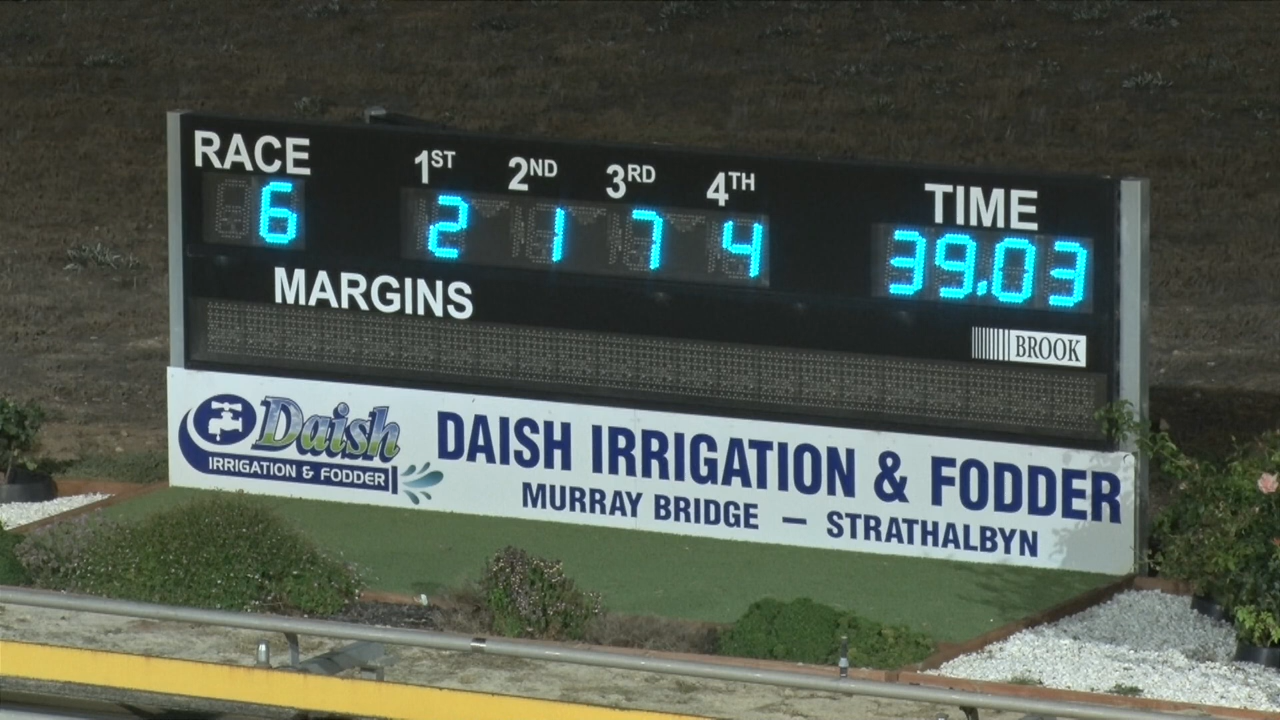 RACE 1ST 2ND 3RD 4TH TIME
6 2 1 7 4 39.03
MARGINS
BROOK
Daish
IRRIGATION & FODDER
DAISH IRRIGATION & FODDER
MURRAY BRIDGE – STRATHALBYN